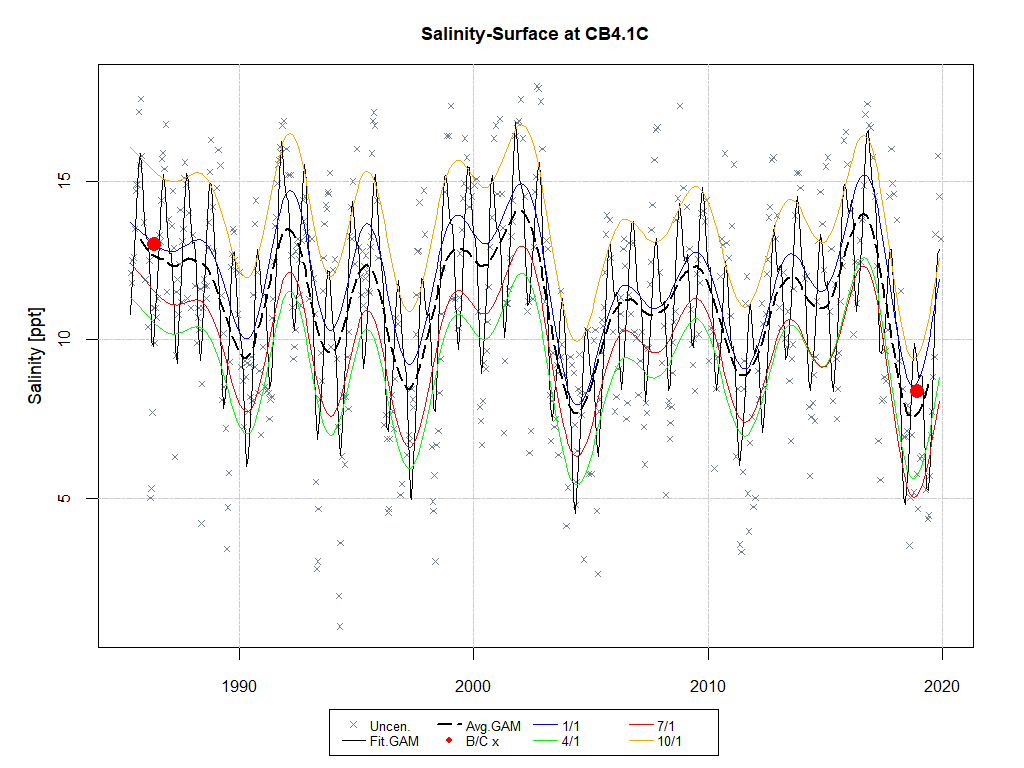 Salinity-Surface at CB4.1C
Salinity [ppt]
15
10
5
1990 2000 2010 2020
Uncen. Avg.GAM 1/1 7/1
Fit.GAM B/C x 4/1 10/1